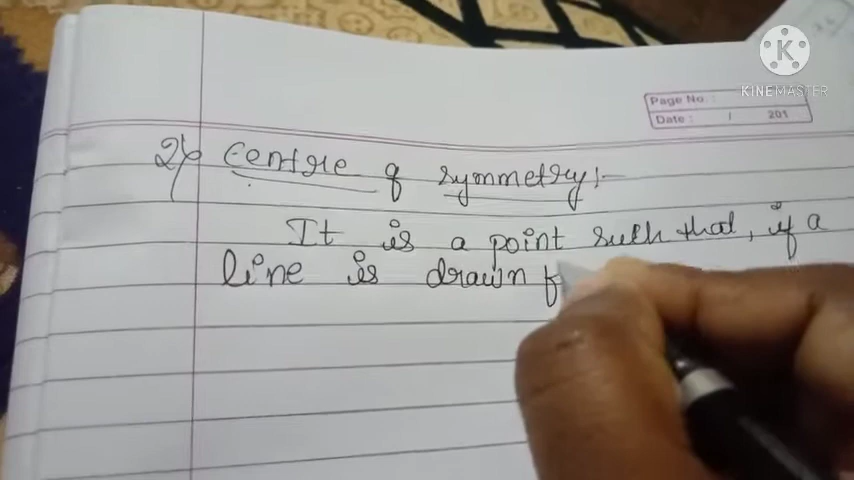 K
KINEMASTER
Page No :
Date : / 201
2) Centre of symmetry :-
It is a point such that, if a
line is drawn f